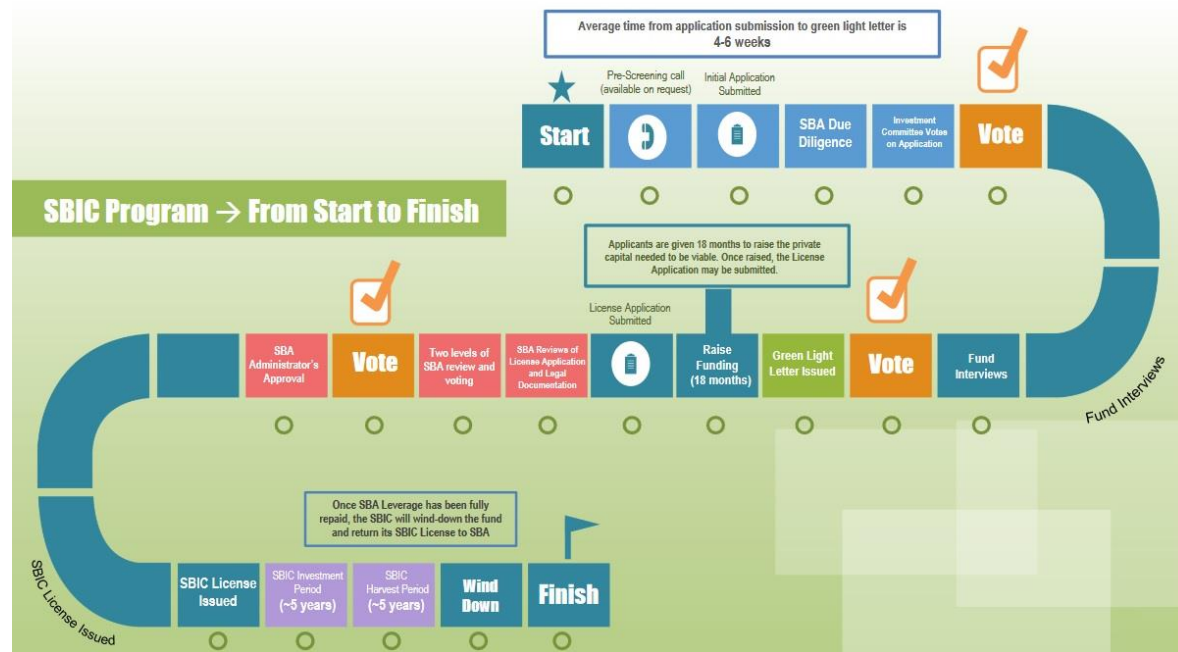 Average time from application submission to green light letter is
4-6 weeks
Pre-Screening call
(available on request)
Initial Application
Submitted
Start
SBA Due
Diligence
Investment
Committee Votes
on Application
Vote
SBIC Program → From Start to Finish
Fund Interviews
Applicants are given 18 months to raise the private
capital needed to be viable. Once raised, the License
Application may be submitted.
Fund
Interviews
Vote
Green Light
Letter Issued
Raise
Funding
(18 months)
License Application
Submitted
SBA Reviews of
License Application
and Legal
Documentation
Two levels of
SBA review and
voting
Vote
SBA
Administrator's
Approval
SBIC License Issued
Once SBA Leverage has been fully
repaid, the SBIC will wind-down the fund
and return its SBIC License to SBA
SBIC License
Issued
SBIC Investment
Period
(~5 years)
SBIC
Harvest Period
(~5 years)
Wind
Down
Finish